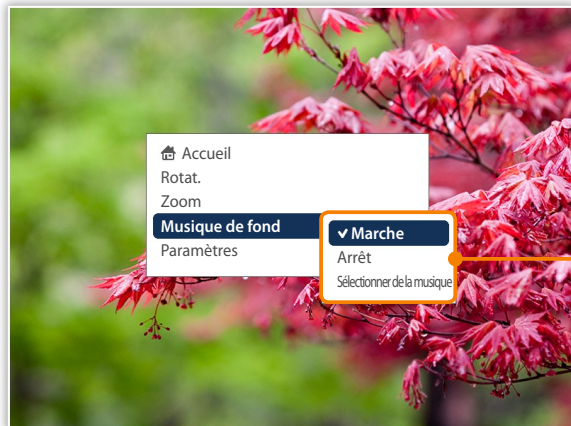 Accueil
Rotat.
Zoom
Musique de fond
Paramètres
Marche
Arrêt
Sélectionner de la musique